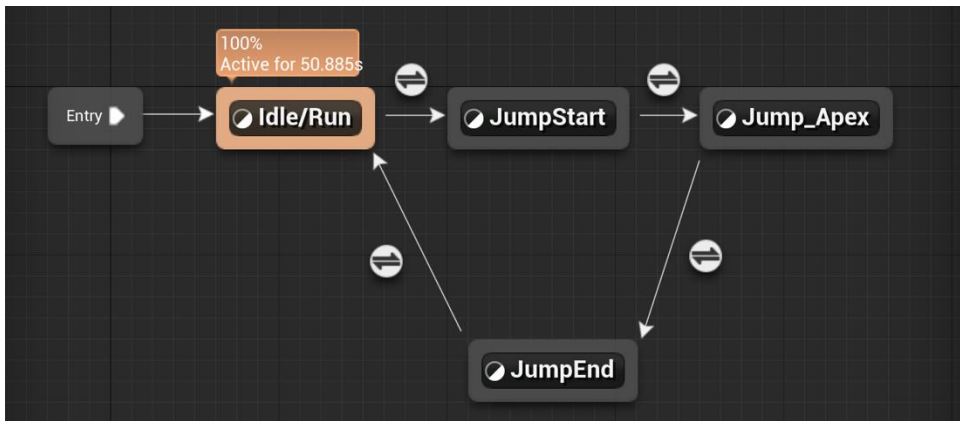 100%
Active for 50.885s
Entry
Idle/Run
JumpStart
Jump_Apex
JumpEnd